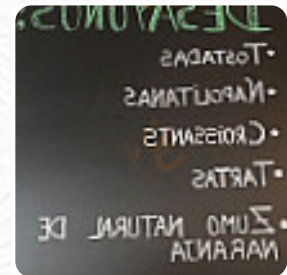 DESAYUNOS:
•TOSTADAS
•NAPOLITANAS
•CROISSANTS
•TARTAS
•ZUMO NATURAL DE
NARANJA